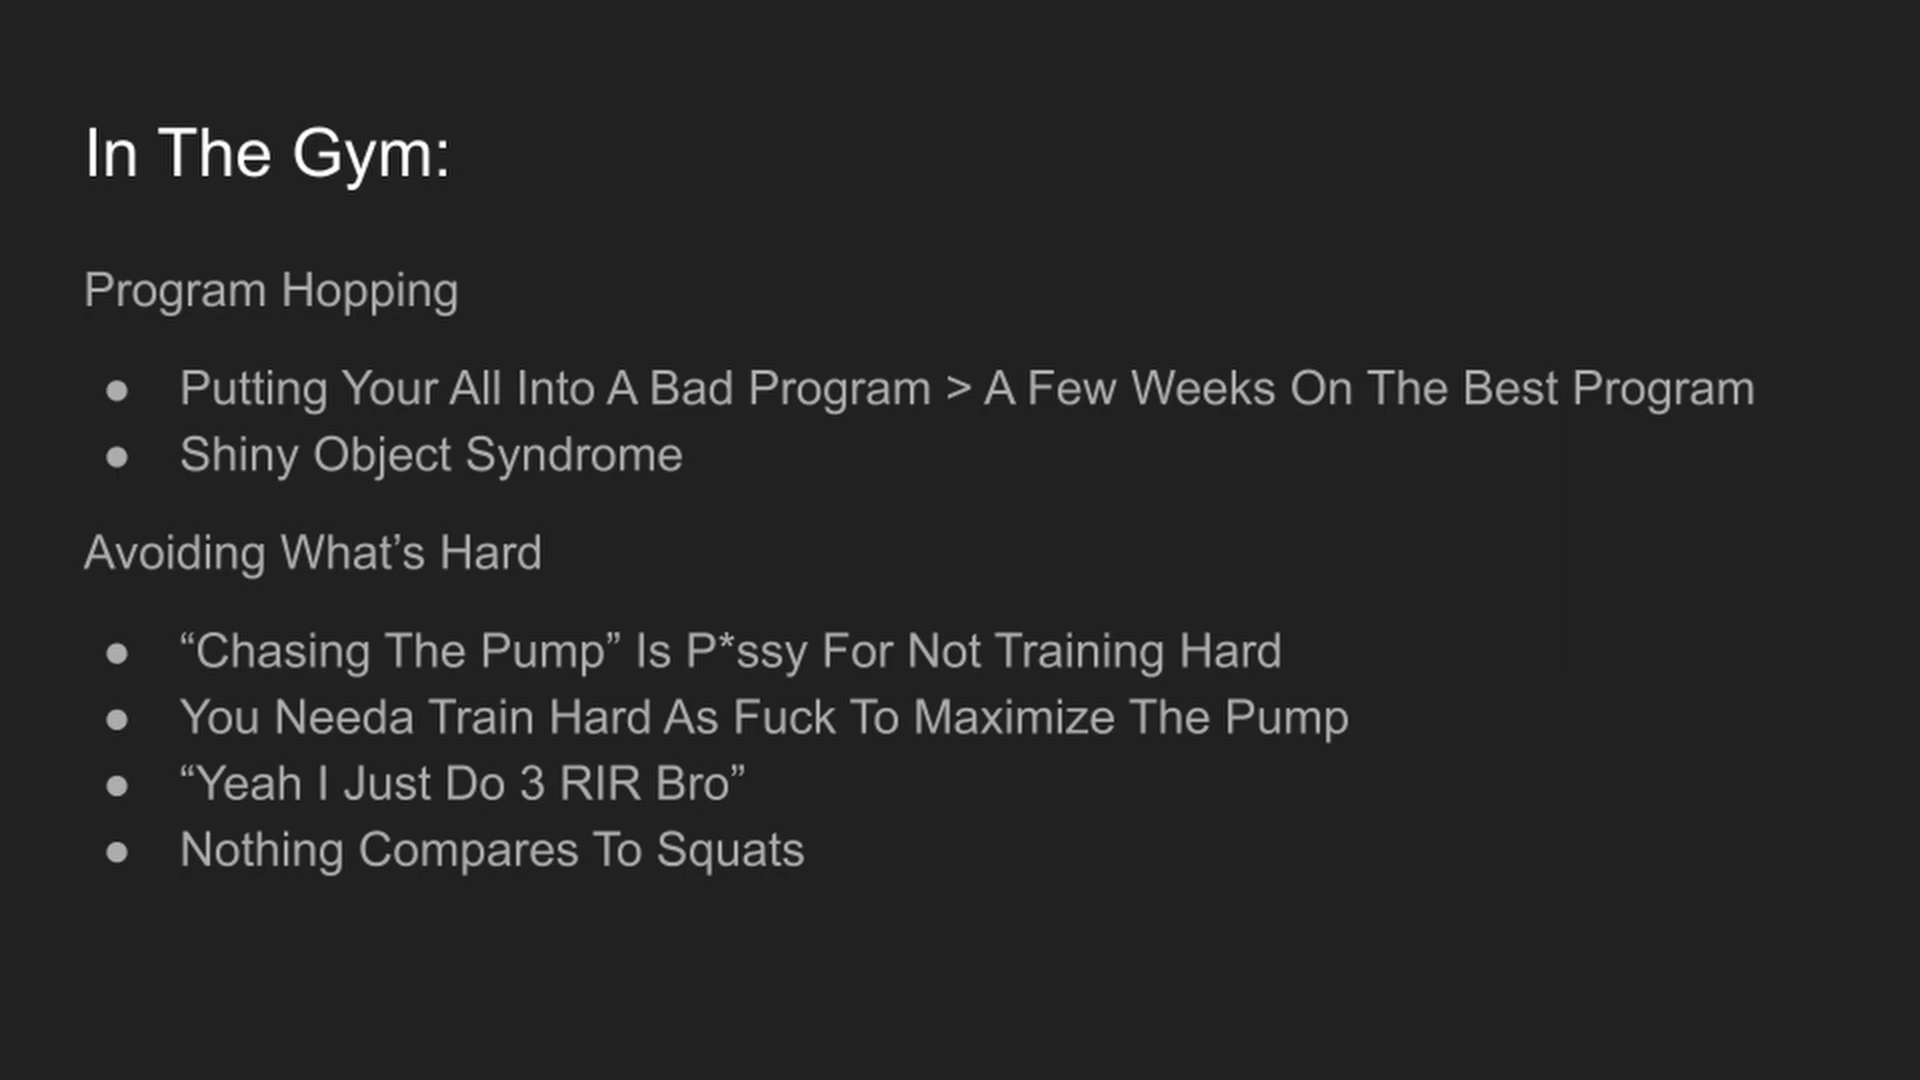 In The Gym:
Program Hopping
● Putting Your All Into A Bad Program > A Few Weeks On The Best Program
● Shiny Object Syndrome
Avoiding What’s Hard
● “Chasing The Pump” Is P*ssy For Not Training Hard
● You Needa Train Hard As Fuck To Maximize The Pump
● “Yeah I Just Do 3 RIR Bro”
● Nothing Compares To Squats